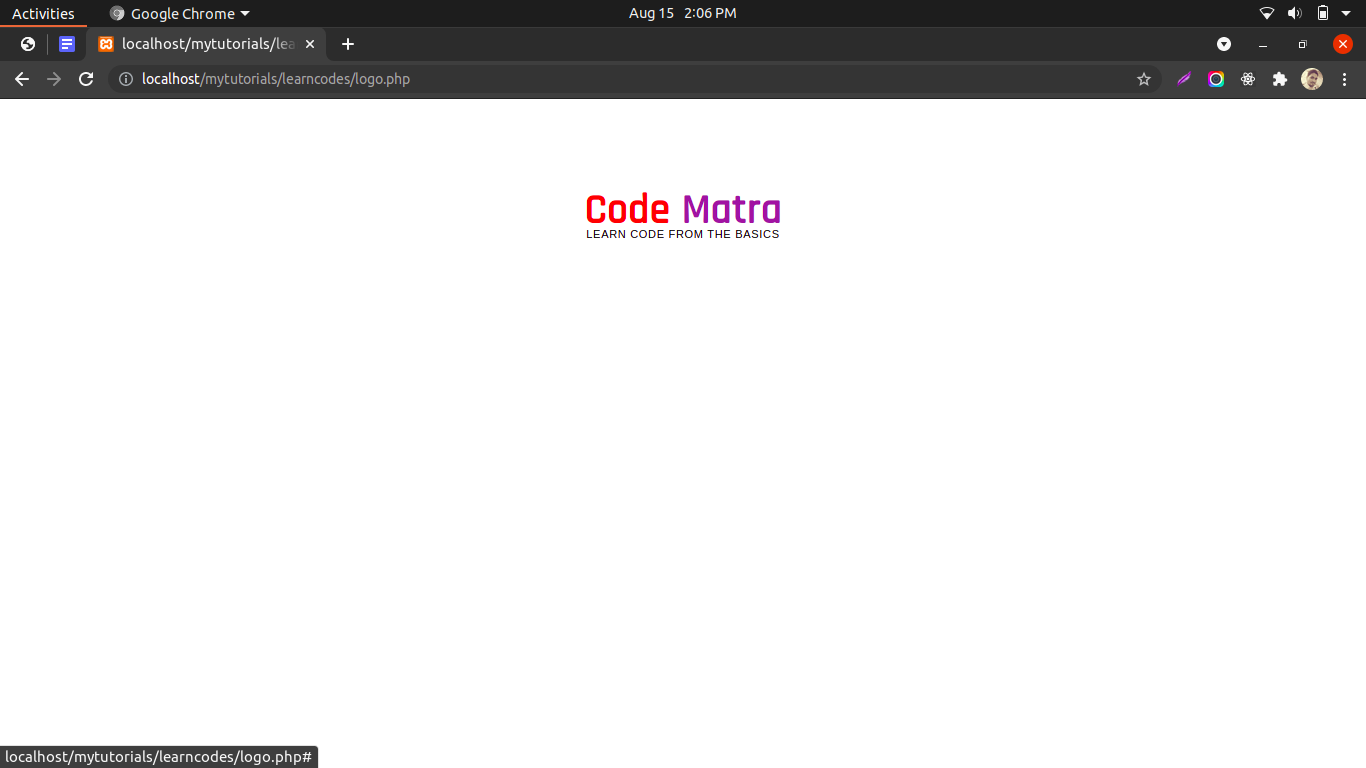 Activities Google Chrome Aug 15 2:06 PM
localhost/mytutorials/lea
localhost/mytutorials/learncodes/logo.php
Code Matra
LEARN CODE FROM THE BASICS
localhost/mytutorials/learncodes/logo.php#